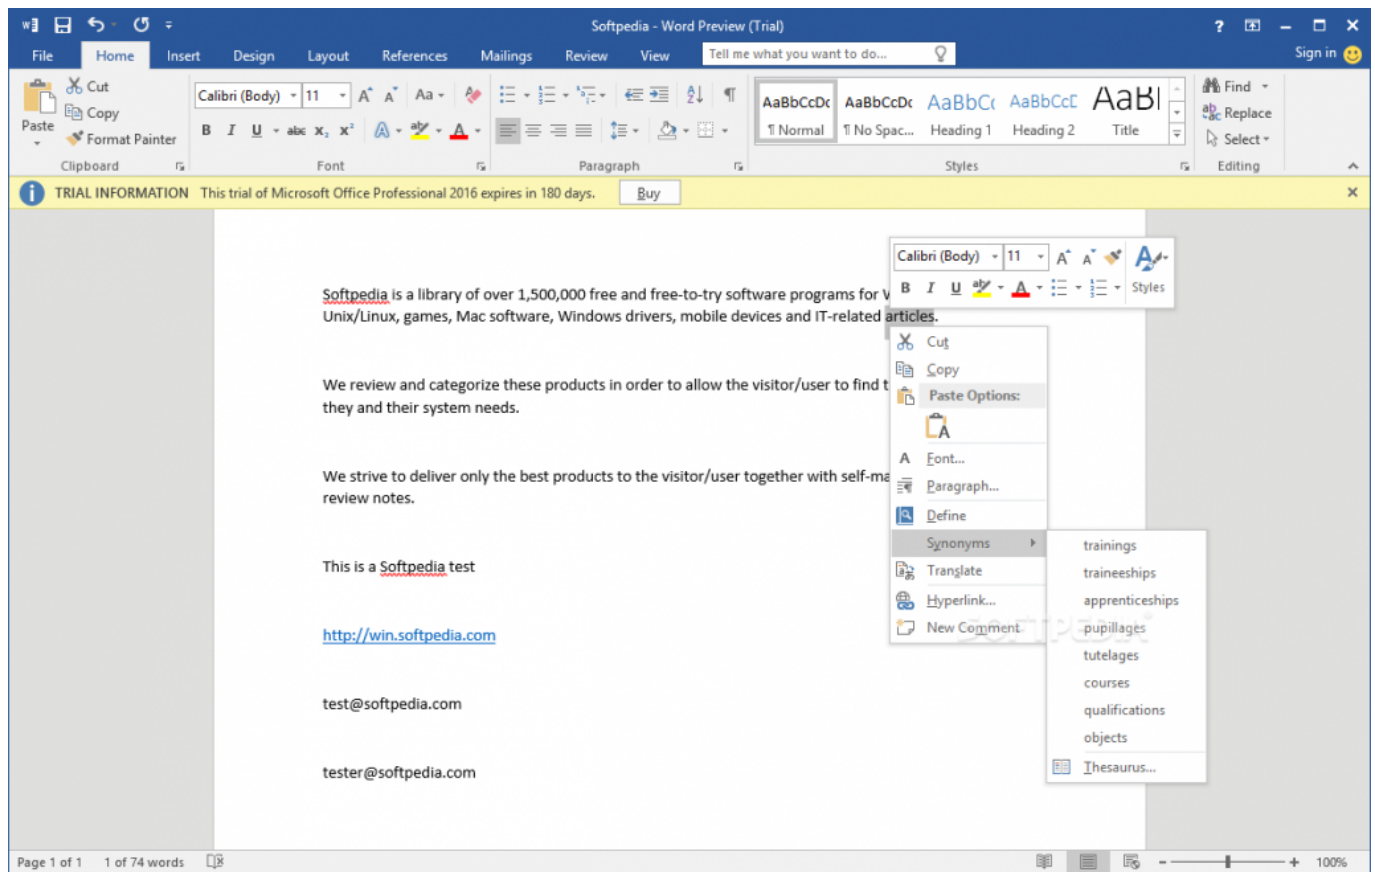 Softpedia - Word Preview (Trial)
File Home Insert Design Layout References Mailings Review View Tell me what you want to do... Sign in
Paste
Cut
Copy
Format Painter
Clipboard
Calibri (Body) 11
Font
Paragraph
AaBbCcDc AaBbCcDc AaBbC AaBbCcD AaB
¶ Normal ¶ No Spac... Heading 1 Heading 2 Title
Styles
Find
Replace
Select
Editing
TRIAL INFORMATION This trial of Microsoft Office Professional 2016 expires in 180 days. Buy
Softpedia is a library of over 1,500,000 free and free-to-try software programs for
Unix/Linux, games, Mac software, Windows drivers, mobile devices and IT-related articles.
We review and categorize these products in order to allow the visitor/user to find
they and their system needs.
We strive to deliver only the best products to the visitor/user together with
review notes.
This is a Softpedia test
http://win.softpedia.com
test@softpedia.com
tester@softpedia.com
Calibri (Body) 11
Styles
Cut
Copy
Paste Options:
Font...
Paragraph...
Define
Synonyms
Translate
Hyperlink...
New Comment
trainings
traineeships
apprenticeships
pupillages
tutelages
courses
qualifications
objects
Thesaurus...
SOFTPEDIA
Page 1 of 1 1 of 74 words 100%